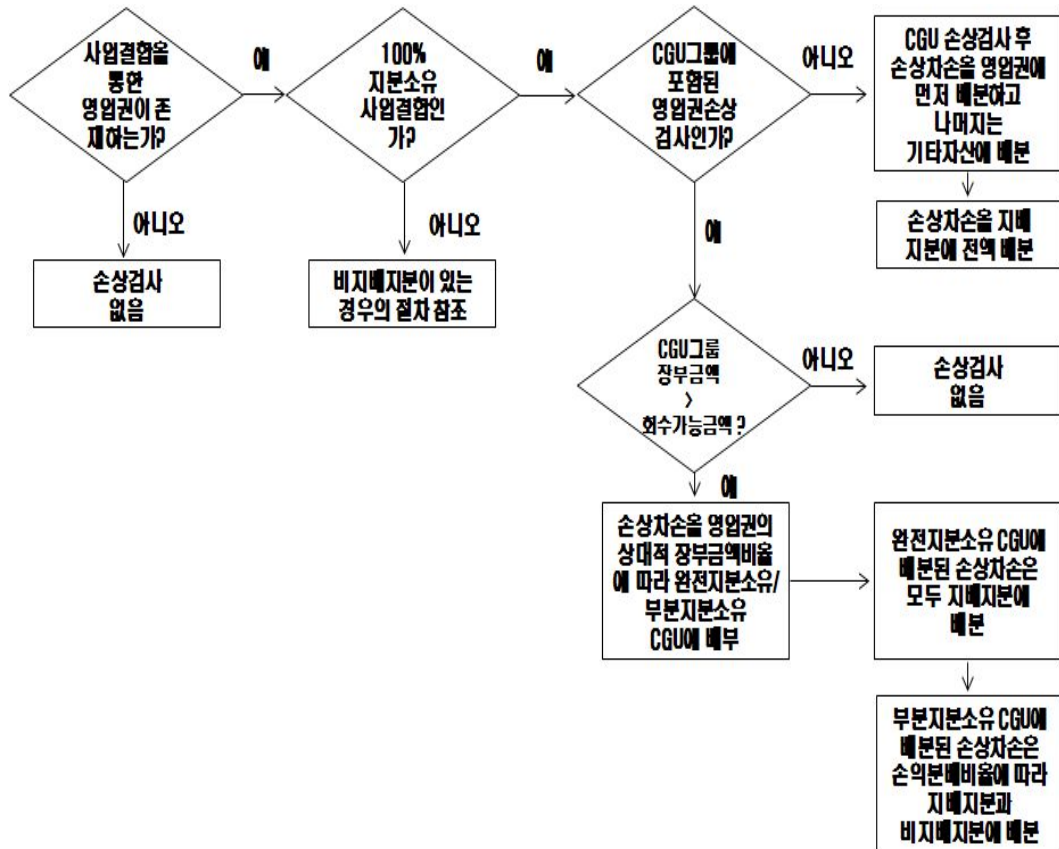 사업결합을
통한
영업권이 존
재하는가?
예
100%
지분소유
사업결합인
가?
예
CGU그룹에
포함된
영업권손상
검사인가?
아니오
CGU 손상검사 후
손상차손을 영업권에
먼저 배분하고
나머지는
기타자산에 배분
아니오
손상검사
없음
아니오
비지배지분이 있는
경우의 절차 참조
예
손상차손을 지배
지분에 전액 배분
CGU그룹
장부금액
>
회수가능금액 ?
아니오
손상검사
없음
예
손상차손을 영업권의
상대적 장부금액비율
에 따라 완전지분소유/
부분지분소유
CGU에 배부
완전지분소유 CGU에
배분된 손상차손은
모두 지배지분에
배분
부분지분소유 CGU에
배분된 손상차손은
손익분배비율에 따라
지배지분과
비지배지분에 배분